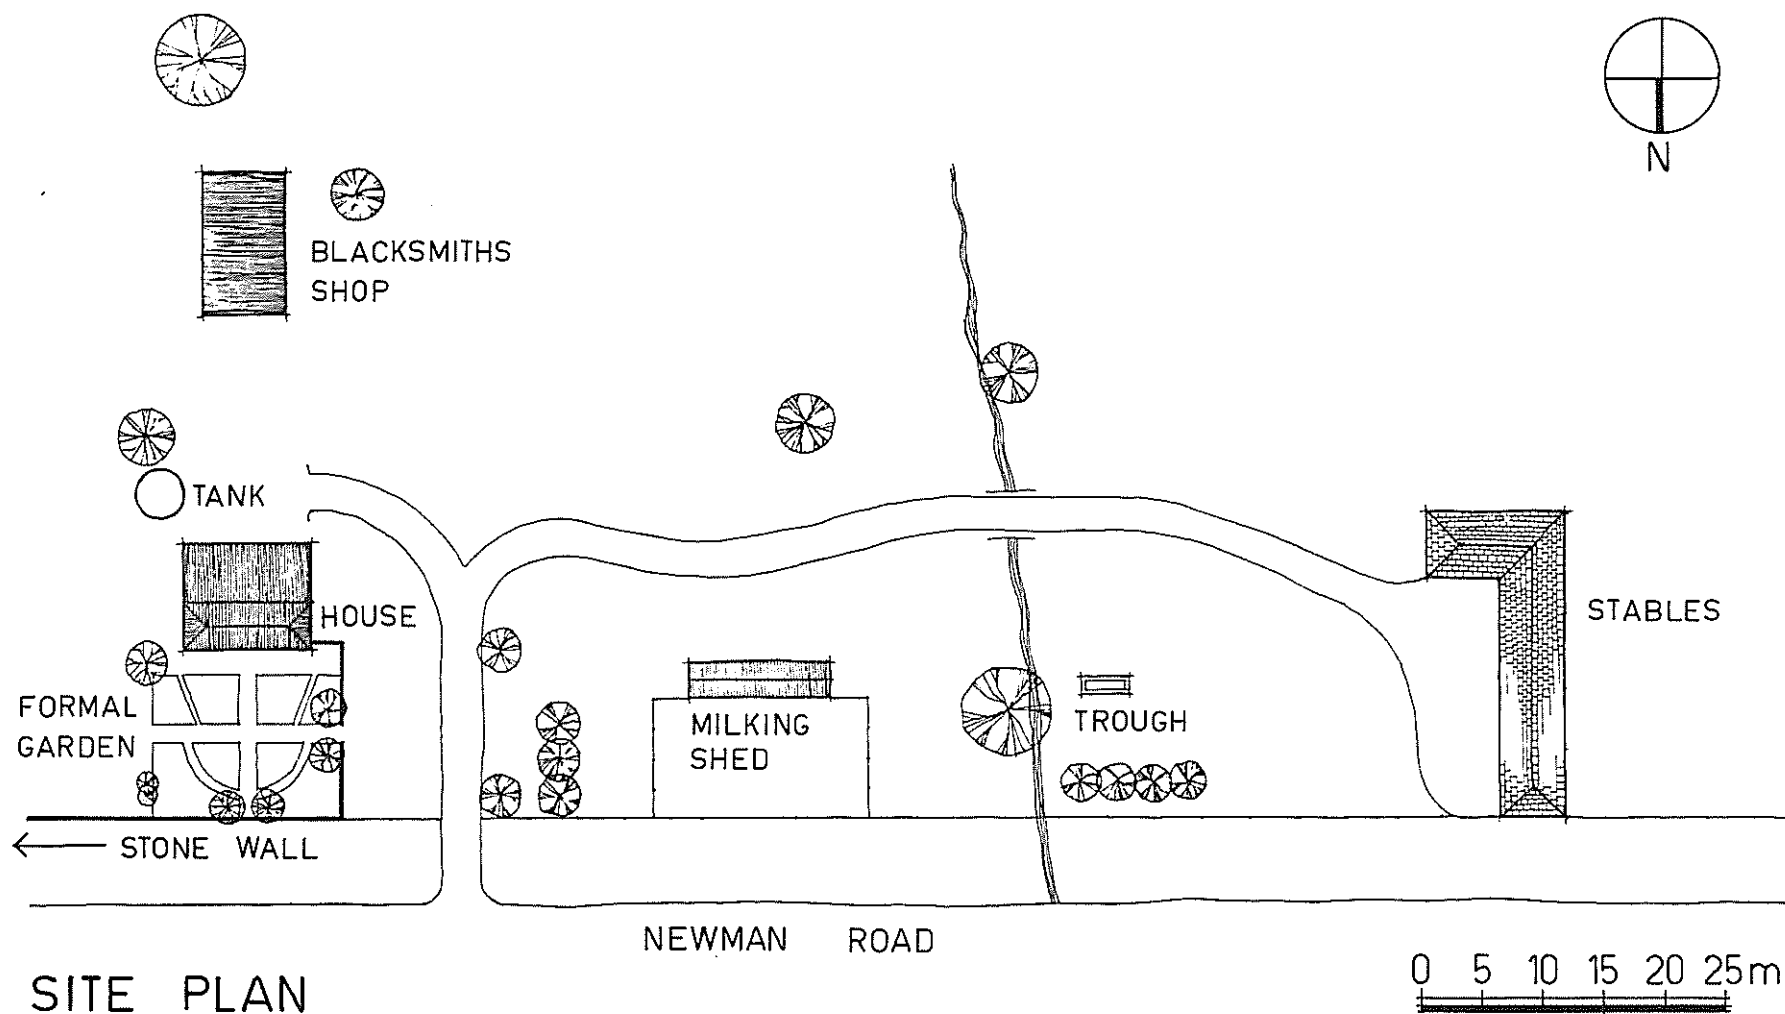 N
BLACKSMITHS
SHOP
TANK
HOUSE
STABLES
FORMAL
GARDEN
MILKING
SHED
TROUGH
STONE WALL
NEWMAN ROAD
SITE PLAN
0 5 10 15 20 25m